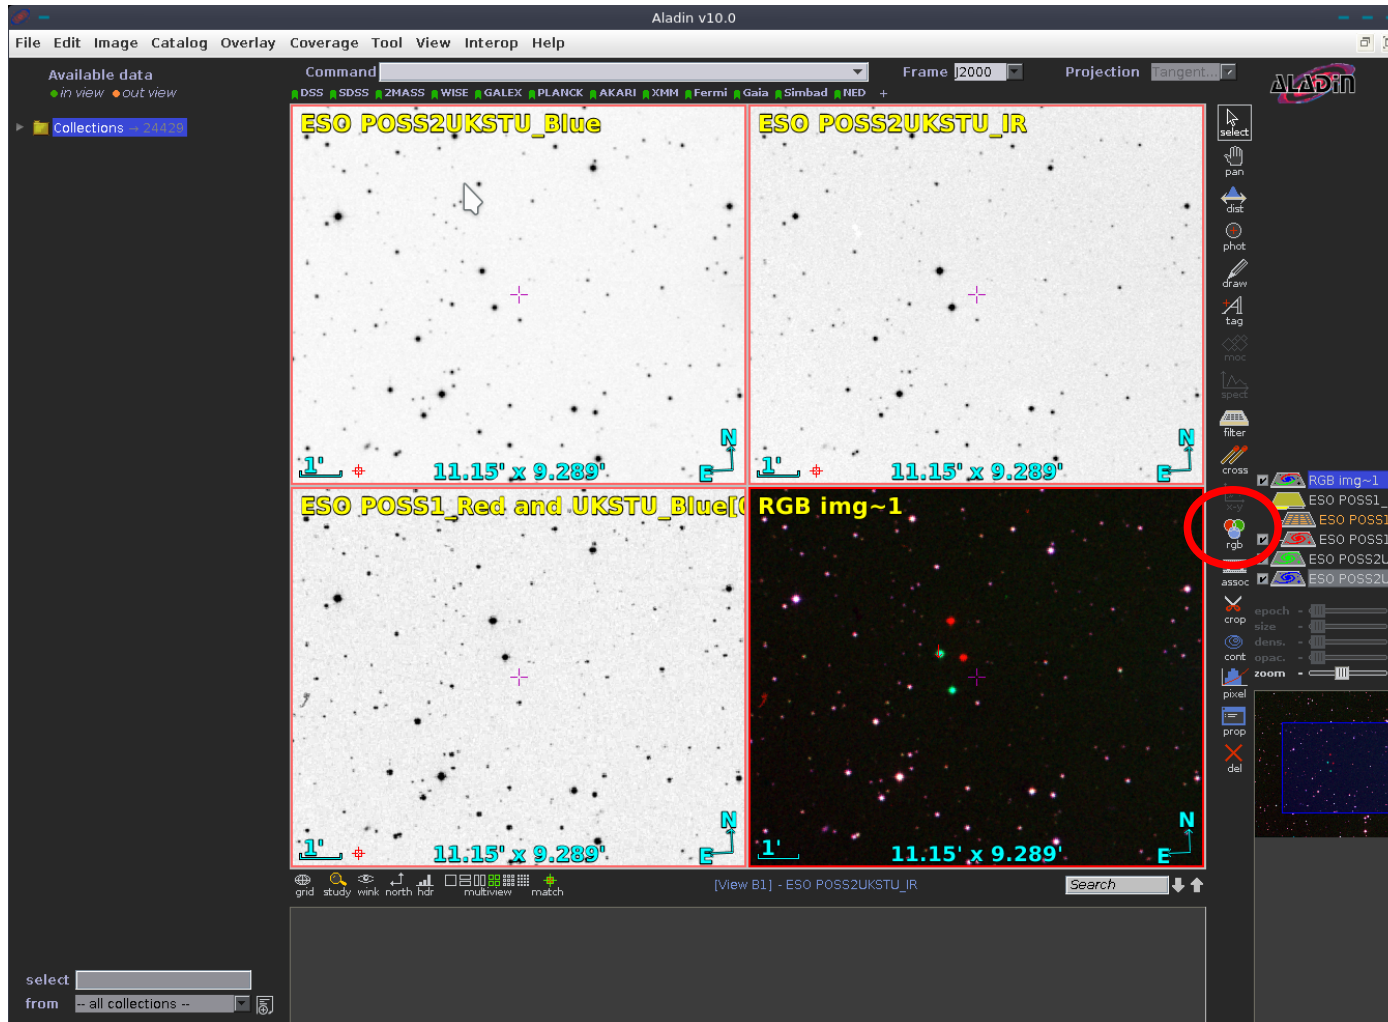 Aladin v10.0
File Edit Image Catalog Overlay Coverage Tool View Interop Help
Available data
in view out view
Command
Frame J2000
Projection Tangent...
ALADIN
DSS SDSS 2MASS WISE GALEX PLANCK AKARI XMM Fermi Gaia Simbad NED +
Collections → 24429
ESO POSS2UKSTU_Blue
1'
11.15' x 9.289'
N
E
ESO POSS2UKSTU_IR
1'
11.15' x 9.289'
N
E
ESO POSS1_Red and UKSTU_Blue[
1'
11.15' x 9.289'
N
E
RGB img~1
1'
11.15' x 9.289'
N
E
select
pan
dist
phot
draw
tag
moc
spect
filter
cross
x-y
rgb
assoc
crop
cont
pixel
prop
del
RGB img~1
ESO POSS1_
ESO POSS1
ESO POSS1
ESO POSS2U
ESO POSS2U
epoch
size
dens.
opac.
zoom
grid study wink north hdr multiview match
[View B1] - ESO POSS2UKSTU_IR
Search
select
from -- all collections --